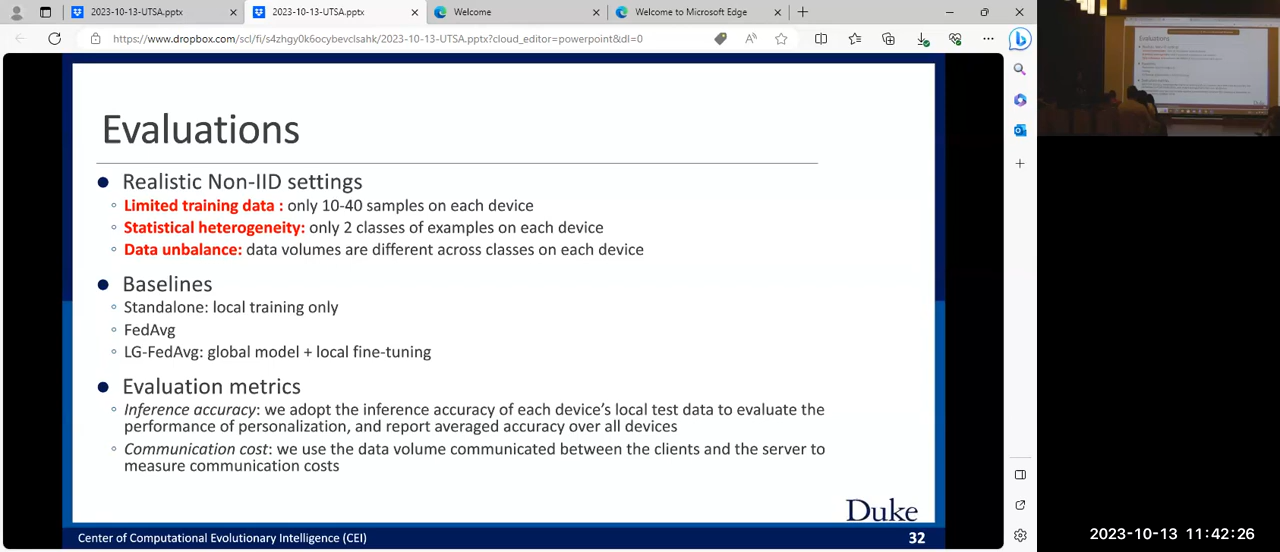 2023-10-13-UTSA.pptx
2023-10-13-UTSA.pptx
Welcome
Welcome to Microsoft Edge
https://www.dropbox.com/scl/fi/s4zhgy0k6ocybevclsahk/2023-10-13-UTSA.pptx?cloud_editor=powerpoint&dl=0
Evaluations
Realistic Non-IID settings
Limited training data : only 10-40 samples on each device
Statistical heterogeneity: only 2 classes of examples on each device
Data unbalance: data volumes are different across classes on each device
Baselines
Standalone: local training only
FedAvg
LG-FedAvg: global model + local fine-tuning
Evaluation metrics
Inference accuracy: we adopt the inference accuracy of each device's local test data to evaluate the
performance of personalization, and report averaged accuracy over all devices
Communication cost: we use the data volume communicated between the clients and the server to
measure communication costs
Duke
Center of Computational Evolutionary Intelligence (CEI)
32
Evaluations
Duke
2023-10-13 11:42:26